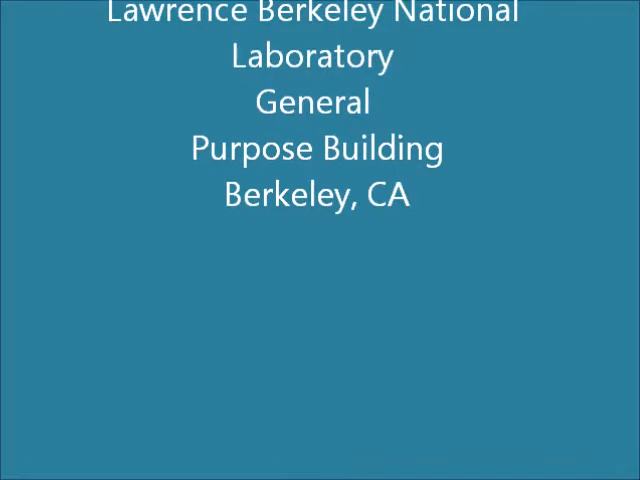 Lawrence Berkeley National
Laboratory
General
Purpose Building
Berkeley, CA